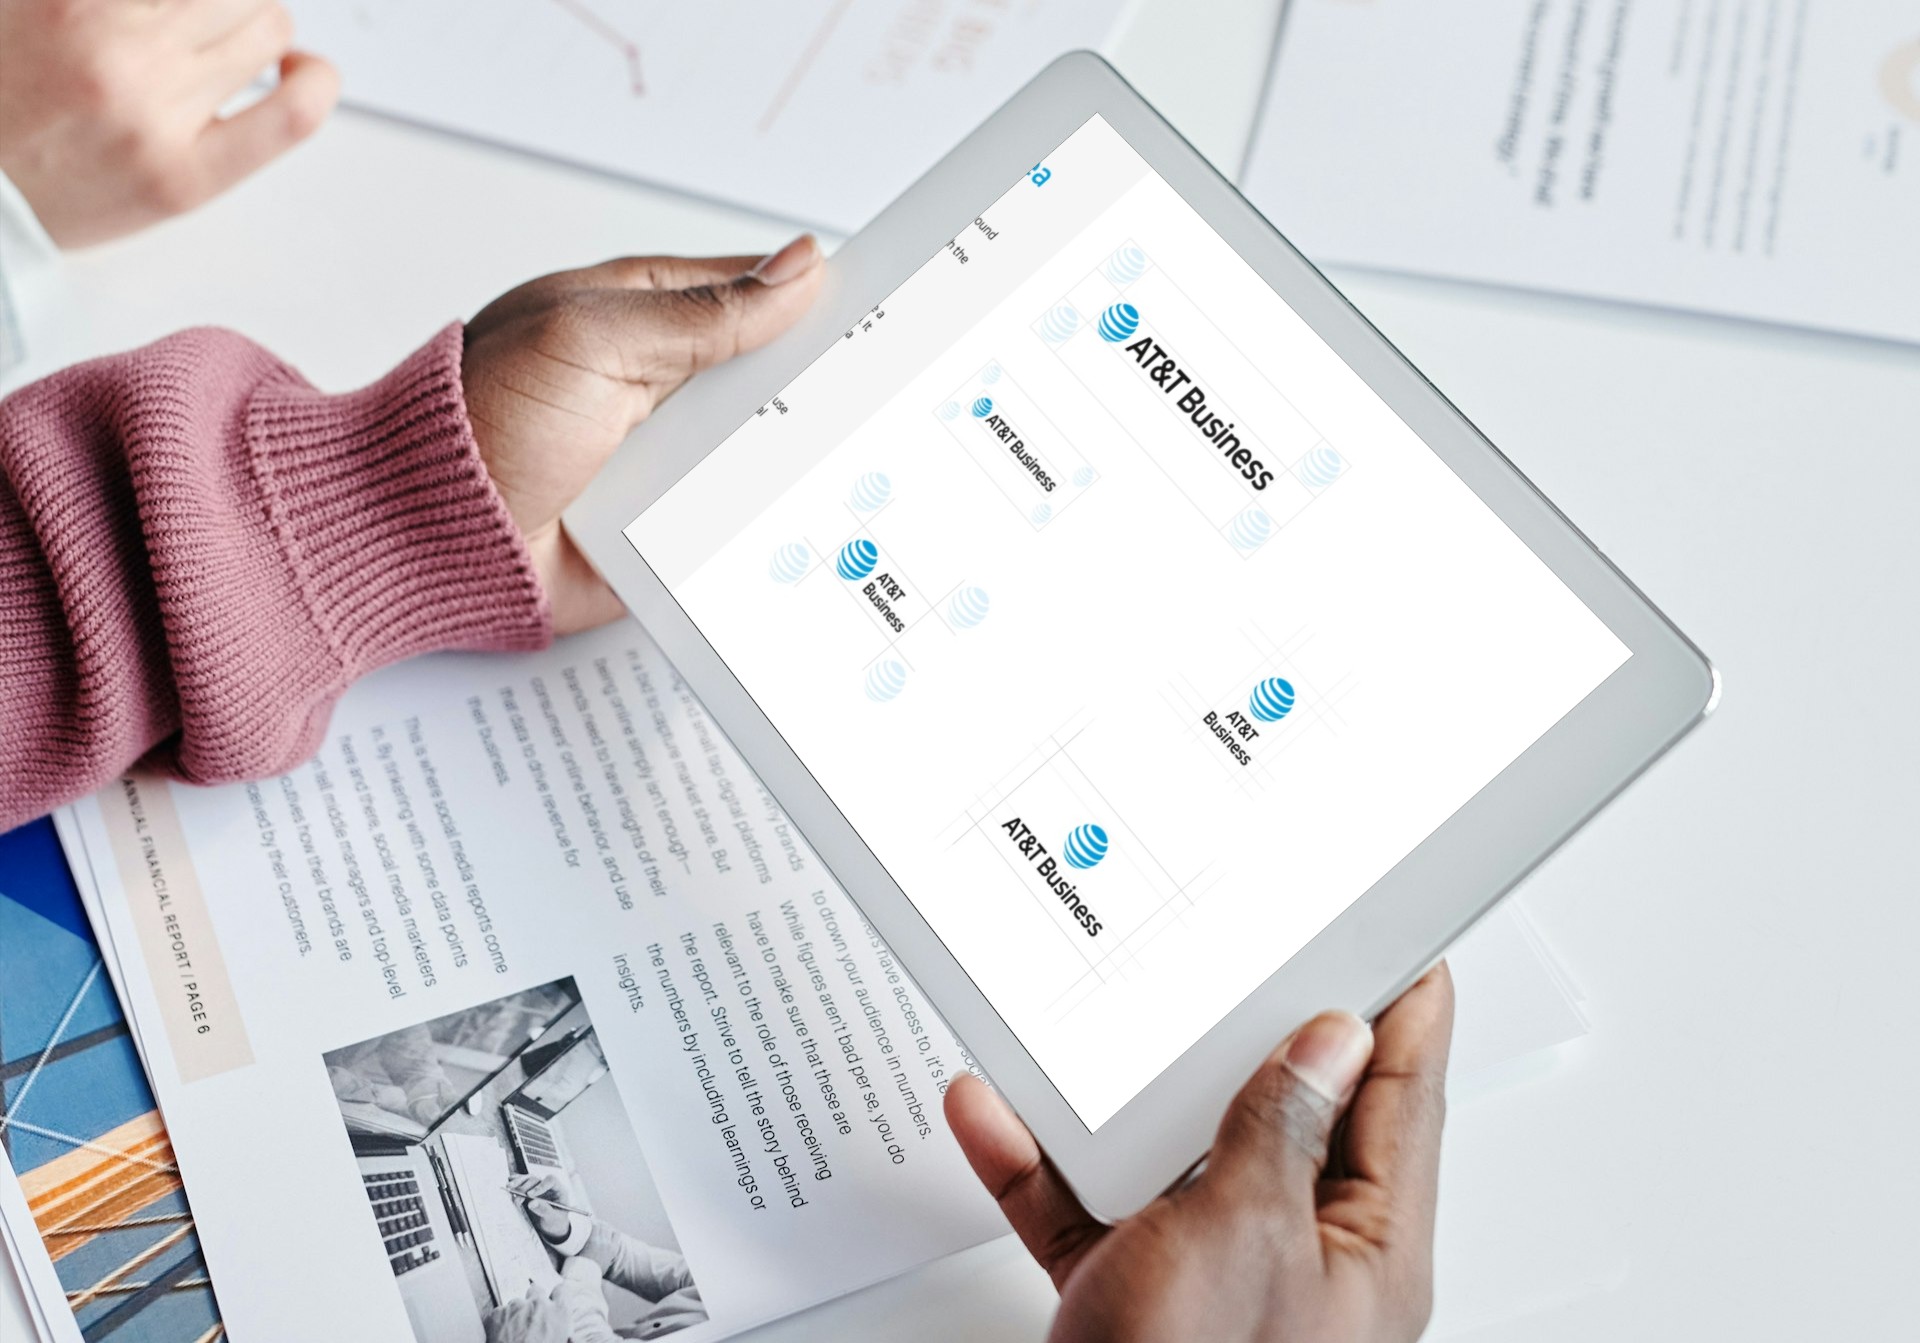 ound
h the
It
a
use
al
AT&T Business
AT&T Business
AT&T
Business
AT&T
Business
AT&T Business
why brands
and small tap digital platforms
in a bid to capture market share. But
being online simply isn't enough—
brands need to have insights of their
consumers' online behavior, and use
that data to drive revenue for
their business.
This is where social media reports come
in. By tinkering with some data points
here and there, social media marketers
tell middle managers and top-level
cutives how their brands are
ceived by their customers.
have access to, it's te
to drown your audience in numbers.
While figures aren't bad per se, you do
have to make sure that these are
relevant to the role of those receiving
the report. Strive to tell the story behind
the numbers by including learnings or
insights.
ANNUAL FINANCIAL REPORT / PAGE 6